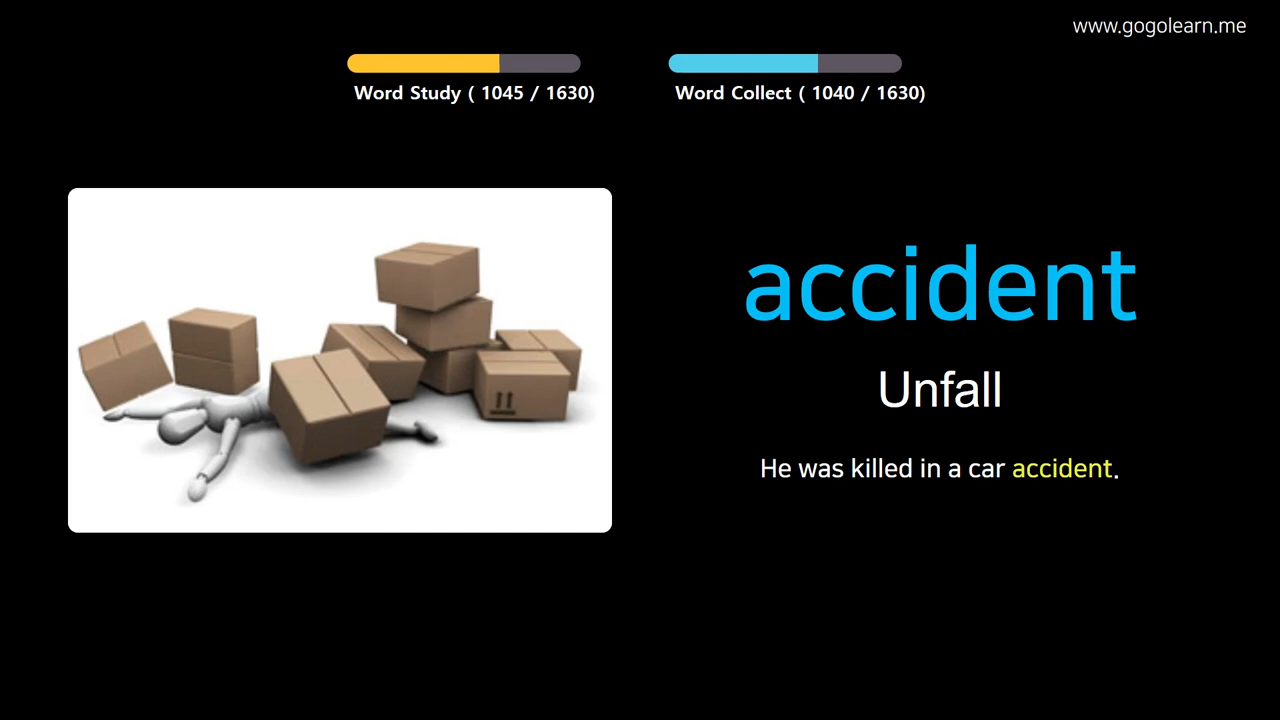 www.gogolearn.me
Word Study ( 1045 / 1630)
Word Collect ( 1040 / 1630)
accident
Unfall
He was killed in a car accident.